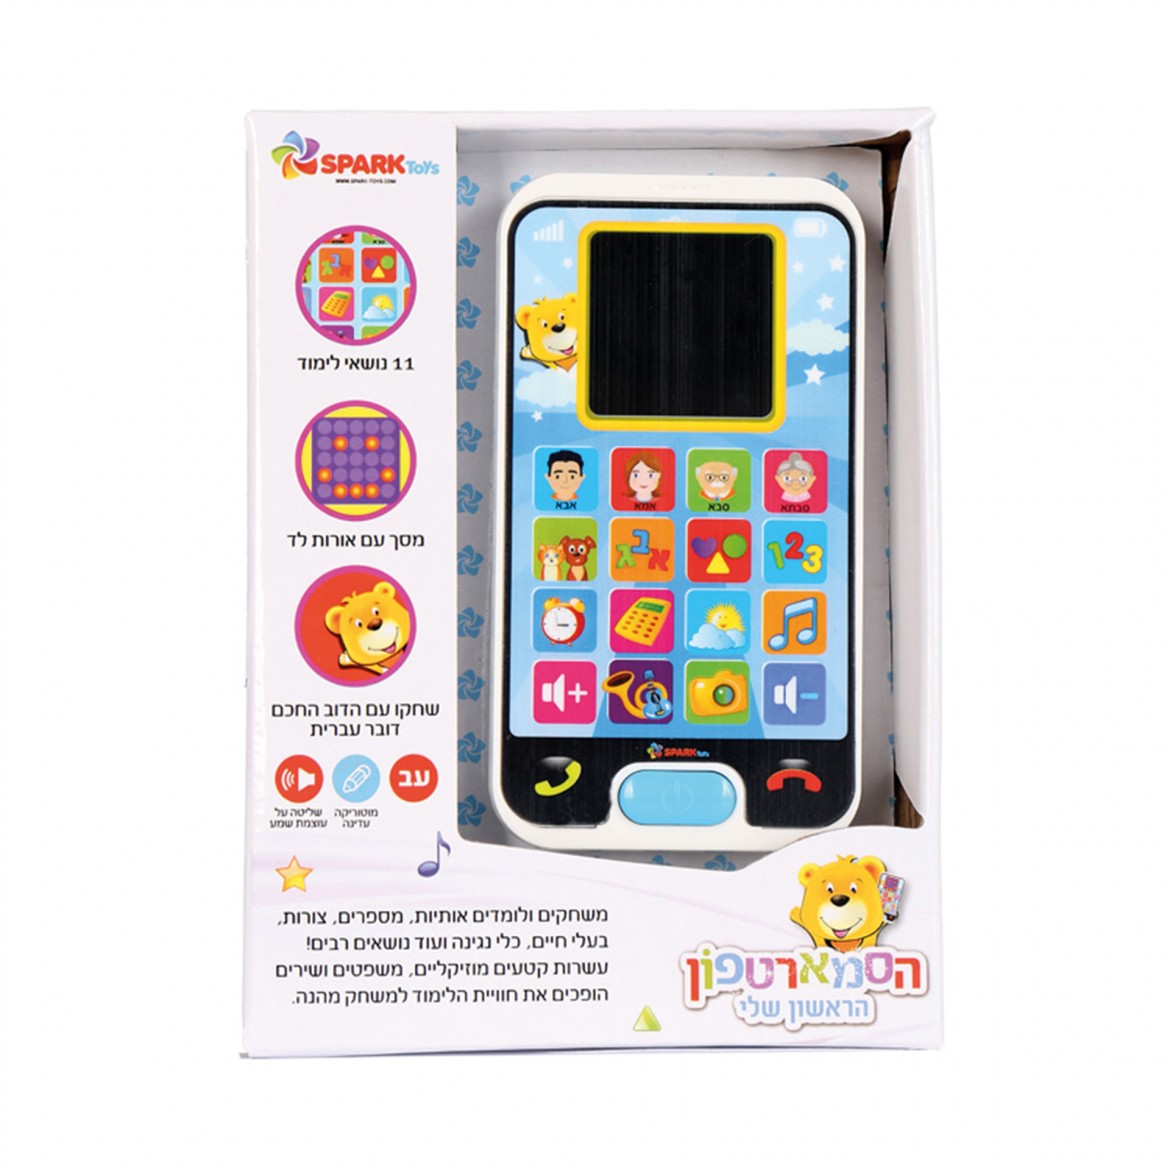 SPARK Toys
WWW.SPARK-TOYS.COM
11 נושאי לימוד
מסך עם אורות לד
שחקו עם הדוב החכם
דובר עברית
עב
מוטוריקה
עדינה
שליטה על
עוצמת שמע
אבא
אמא
סבא
סבתא
אבג
123
SPARK Toys
משחקים ולומדים אותיות, מספרים, צורות,
בעלי חיים, כלי נגינה ועוד נושאים רבים!
עשרות קטעים מוזיקליים, משפטים ושירים
הופכים את חוויית הלימוד למשחק מהנה.
הסמארטפון
הראשון שלי